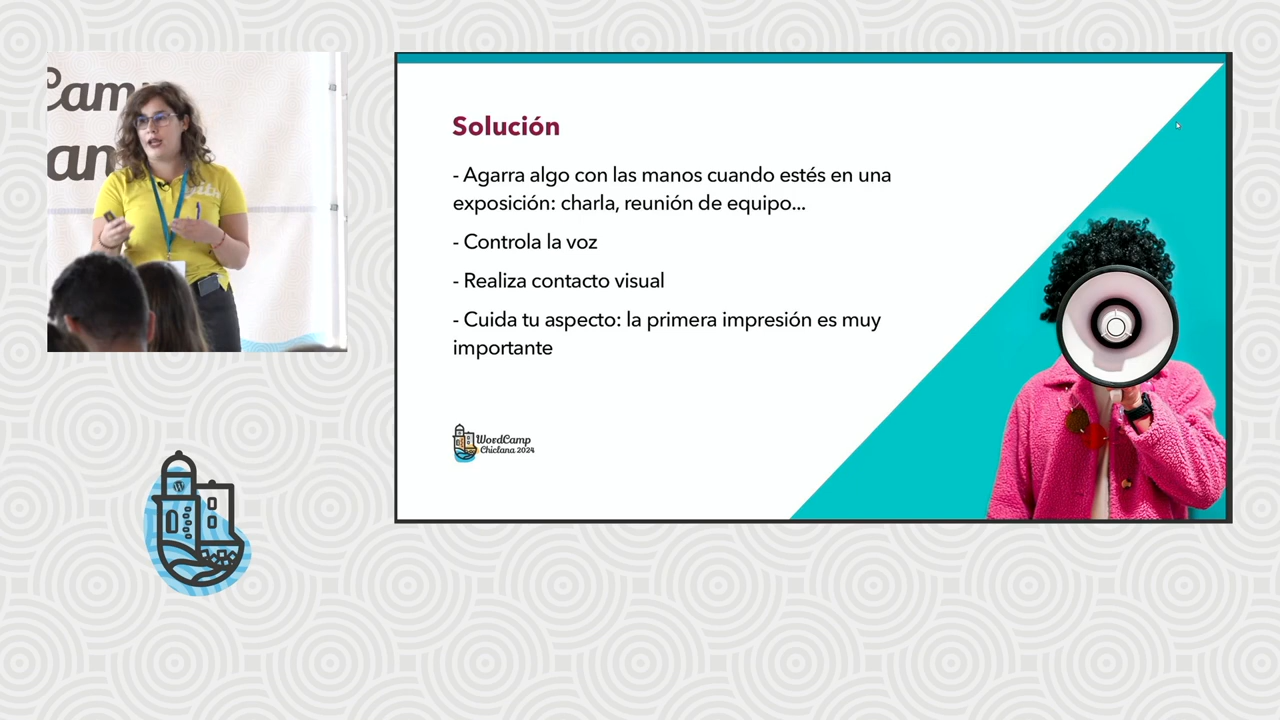 Camp
Solución
- Agarra algo con las manos cuando estés en una
exposición: charla, reunión de equipo...
- Controla la voz
- Realiza contacto visual
- Cuida tu aspecto: la primera impresión es muy
importante
WordCamp
Chiclana 2024